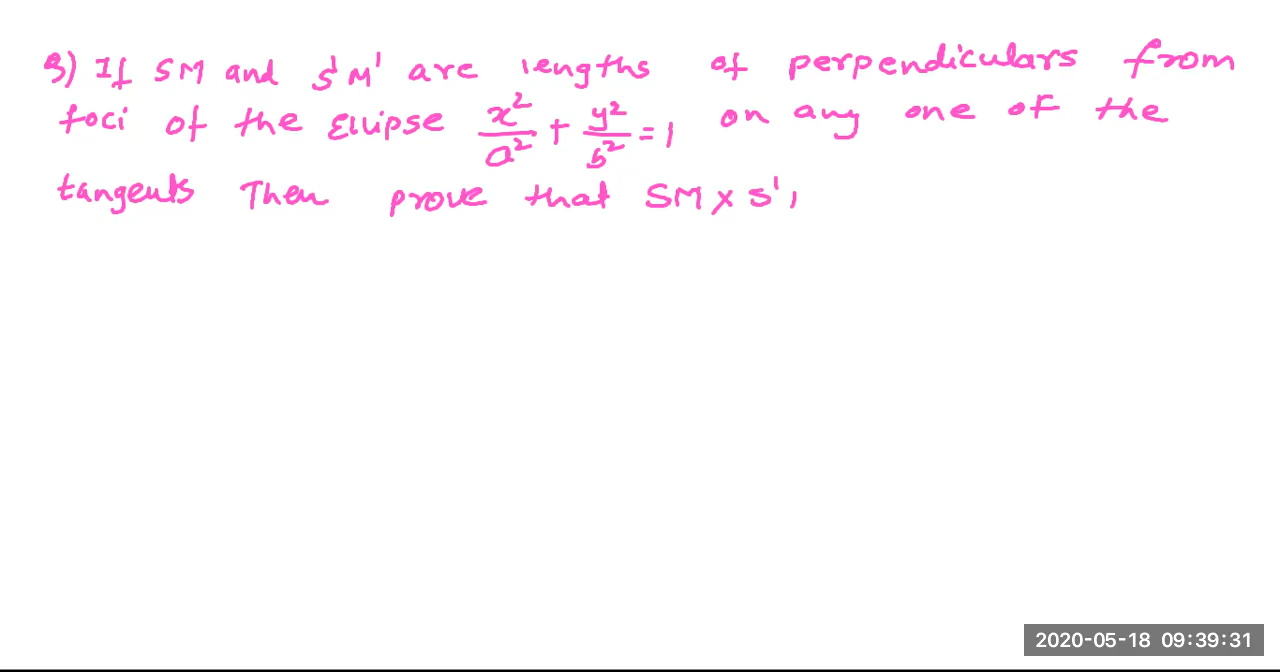 Q) If SM and S'M' are lengths of perpendiculars from
foci of the Ellipse x²/a² + y²/b² = 1 on any one of the
tangents Then prove that SM x S'
2020-05-18 09:39:31